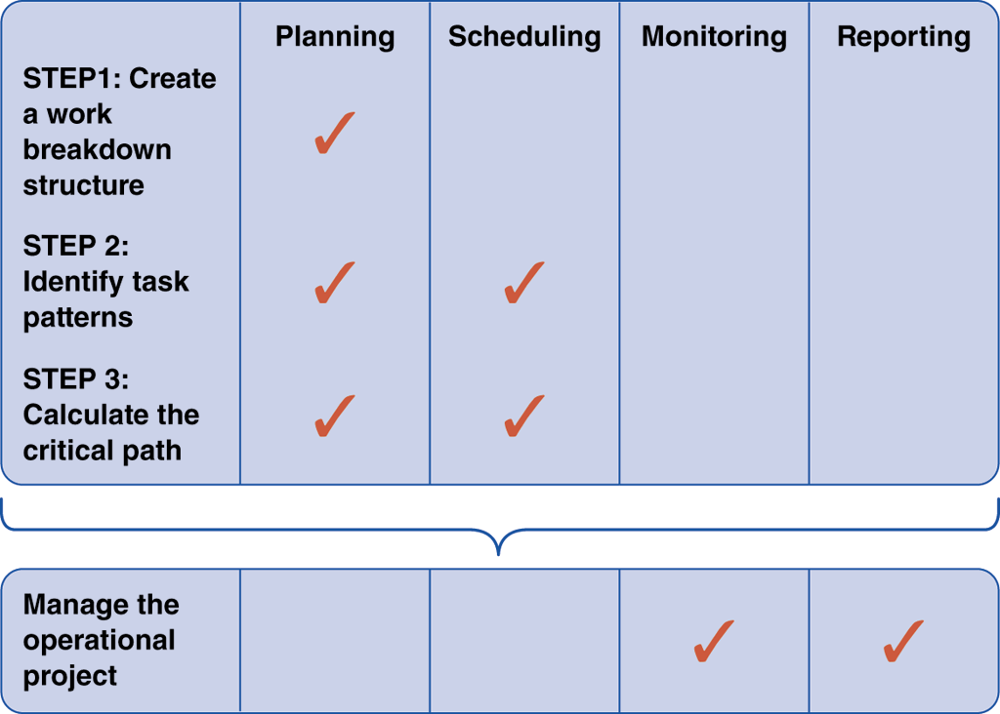 Planning Scheduling Monitoring Reporting
STEP1: Create
a work
breakdown
structure
✓
STEP 2:
Identify task
patterns
✓ ✓
STEP 3:
Calculate the
critical path
✓ ✓
Manage the
operational
project
✓ ✓